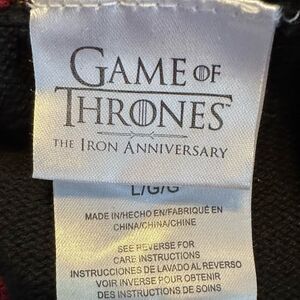 GAME OF
THRONES
THE IRON ANNIVERSARY
L/G/G
MADE IN/HECHO EN/FABRIQUÉ EN
CHINA/CHINA/CHINE
SEE REVERSE FOR
CARE INSTRUCTIONS
INSTRUCCIONES DE LAVADO AL REVERSO
VOIR INVERSE POUR OBTENIR
DES INSTRUCTIONS DE SOINS